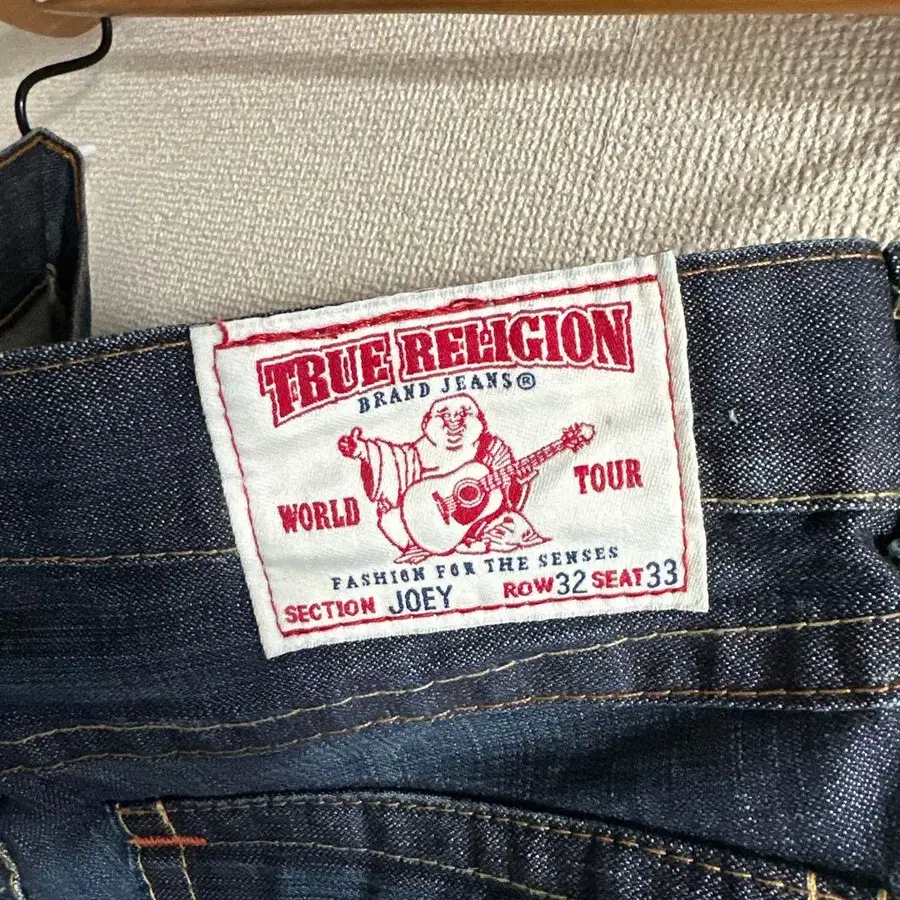 TRUE RELIGION
BRAND JEANS®
WORLD TOUR
FASHION FOR THE SENSES
SECTION JOEY ROW 32 SEAT 33